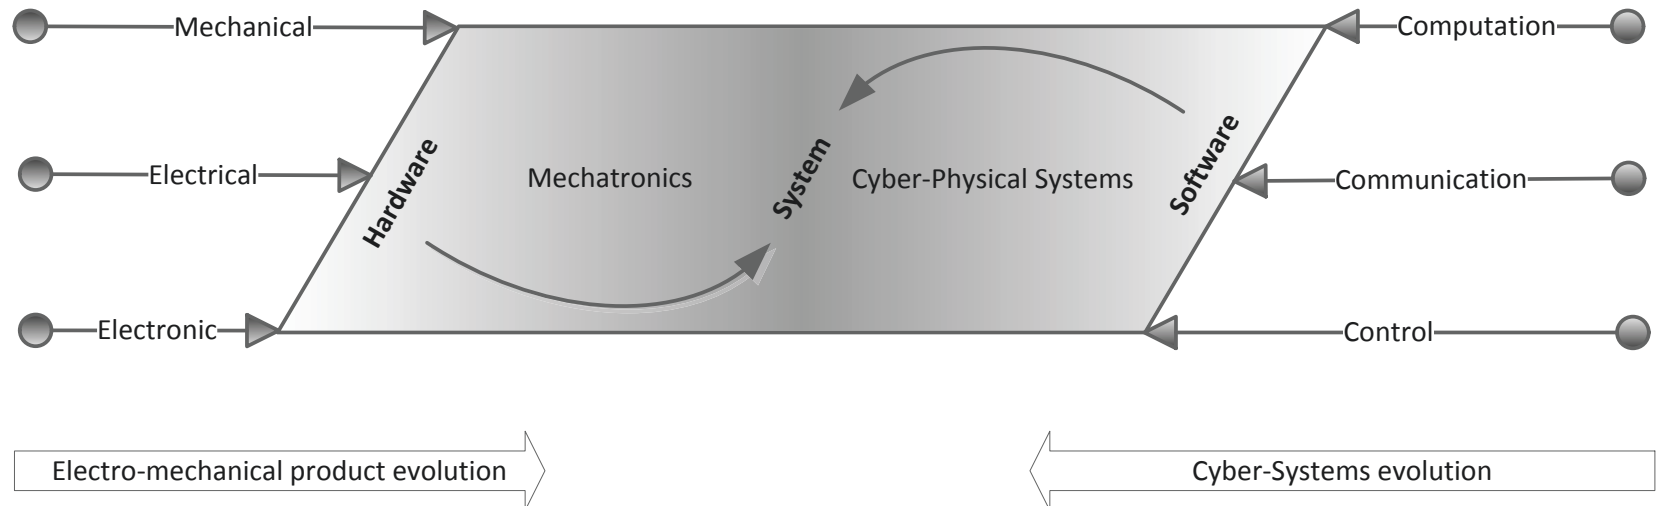 Mechanical
Computation
Electrical
Hardware
Mechatronics
System
Cyber-Physical Systems
Software
Communication
Electronic
Control
Electro-mechanical product evolution
Cyber-Systems evolution